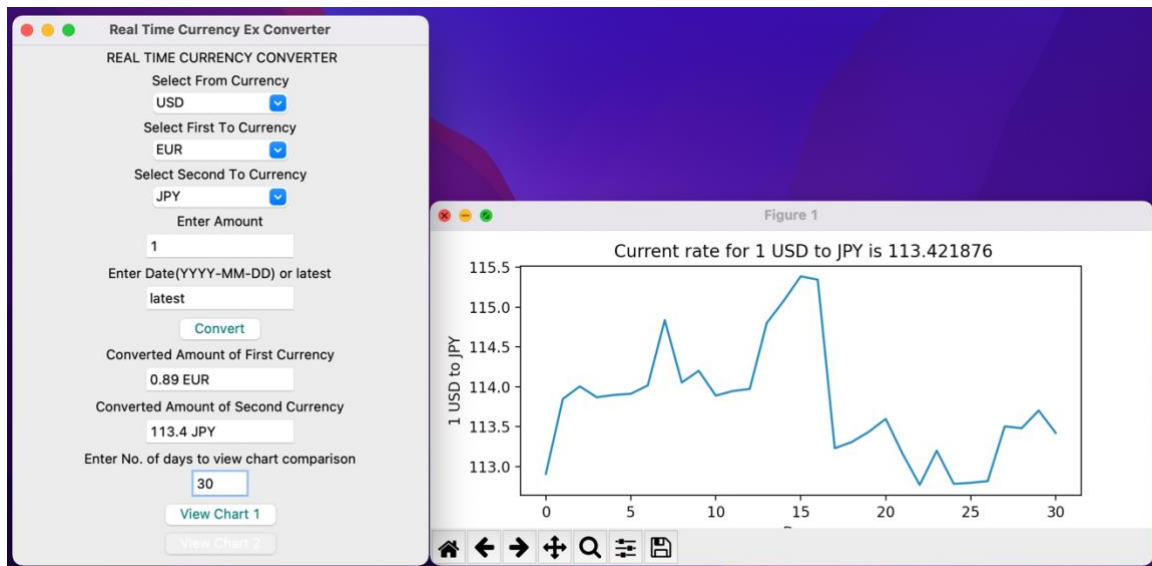 Real Time Currency Ex Converter
REAL TIME CURRENCY CONVERTER
Select From Currency
USD
Select First To Currency
EUR
Select Second To Currency
JPY
Enter Amount
1
Enter Date(YYYY-MM-DD) or latest
latest
Convert
Converted Amount of First Currency
0.89 EUR
Converted Amount of Second Currency
113.4 JPY
Enter No. of days to view chart comparison
30
View Chart 1
View Chart 2
Figure 1
Current rate for 1 USD to JPY is 113.421876
1 USD to JPY
115.5
115.0
114.5
114.0
113.5
113.0
0 5 10 15 20 25 30